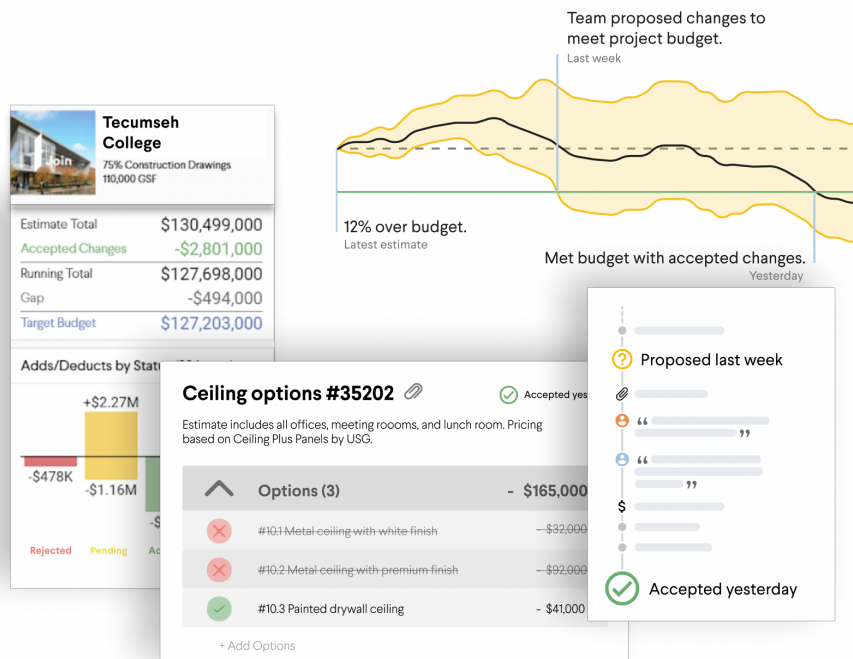 Team proposed changes to
meet project budget.
Last week
12% over budget.
Latest estimate
Met budget with accepted changes.
Yesterday
Join
Tecumseh
College
75% Construction Drawings
110,000 GSF
Estimate Total $130,499,000
Accepted Changes -$2,801,000
Running Total $127,698,000
Gap -$494,000
Target Budget $127,203,000
Adds/Deducts by Statu
+$2.27M
-$478K
-$1.16M
-$
Rejected Pending Ac
Ceiling options #35202
Accepted yes
Estimate includes all offices, meeting roooms, and lunch room. Pricing
based on Ceiling Plus Panels by USG.
Options (3) - $165,000
#10.1 Metal ceiling with white finish - $32,000
#10.2 Metal ceiling with premium finish - $92,000
#10.3 Painted drywall ceiling - $41,000
+ Add Options
? Proposed last week
“
”
“
”
$
Accepted yesterday